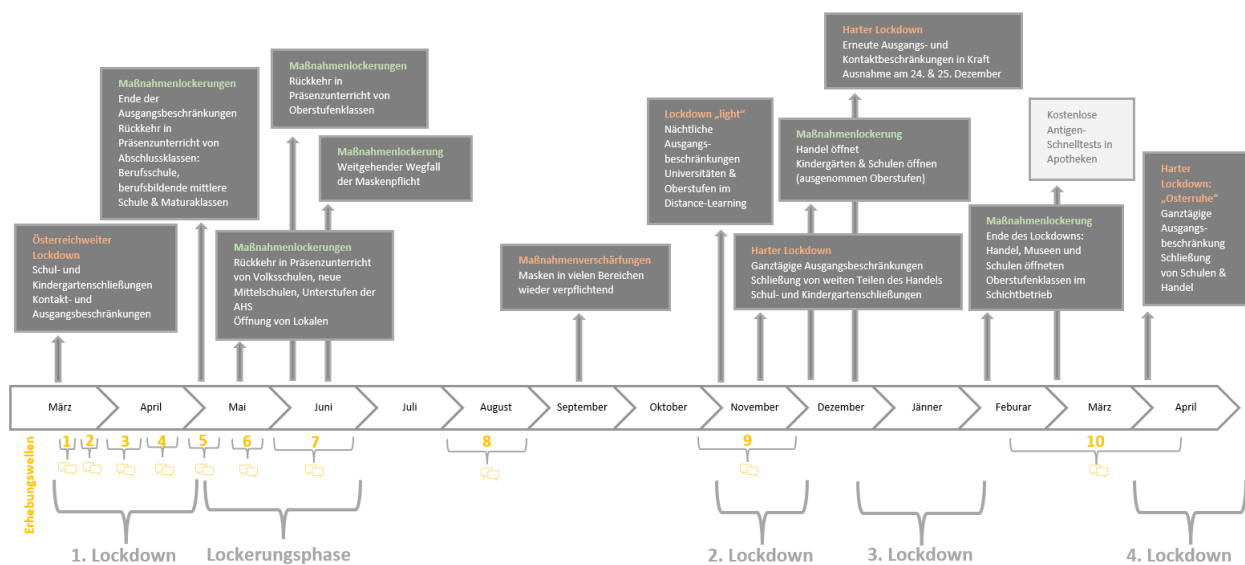 Harter Lockdown
Erneute Ausgangs- und
Kontaktbeschränkungen in Kraft
Ausnahme am 24. & 25. Dezember
Maßnahmenlockerungen
Rückkehr in
Präsenzunterricht von
Oberstufenklassen
Maßnahmenlockerungen
Ende der
Ausgangsbeschränkungen
Rückkehr in
Präsenzunterricht von
Abschlussklassen:
Berufsschule,
berufsbildende mittlere
Schule & Maturaklassen
Lockdown „light“
Nächtliche
Ausgangs-
beschränkungen
Universitäten &
Oberstufen im
Distance-Learning
Kostenlose
Antigen-
Schnelltests in
Apotheken
Maßnahmenlockerung
Handel öffnet
Kindergärten & Schulen öffnen
(ausgenommen Oberstufen)
Maßnahmenlockerung
Weitgehender Wegfall
der Maskenpflicht
Harter
Lockdown:
„Osterruhe“
Ganztägige
Ausgangs-
beschränkung
Schließung
von Schulen &
Handel
Maßnahmenlockerung
Ende des Lockdowns:
Handel, Museen und
Schulen öffneten
Oberstufenklassen im
Schichtbetrieb
Österreichweiter
Lockdown
Schul- und
Kindergartenschließungen
Kontakt- und
Ausgangsbeschränkungen
Maßnahmenlockerungen
Rückkehr in Präsenzunterricht
von Volksschulen, neue
Mittelschulen, Unterstufen der
AHS
Öffnung von Lokalen
Maßnahmenverschärfungen
Masken in vielen Bereichen
wieder verpflichtend
Harter Lockdown
Ganztägige Ausgangsbeschränkungen
Schließung von weiten Teilen des Handels
Schul- und Kindergartenschließungen
März April Mai Juni Juli August September Oktober November Dezember Jänner Feburar März April
Erhebungswellen
1 2 3 4 5 6 7 8 9 10
1. Lockdown Lockerungsphase 2. Lockdown 3. Lockdown 4. Lockdown